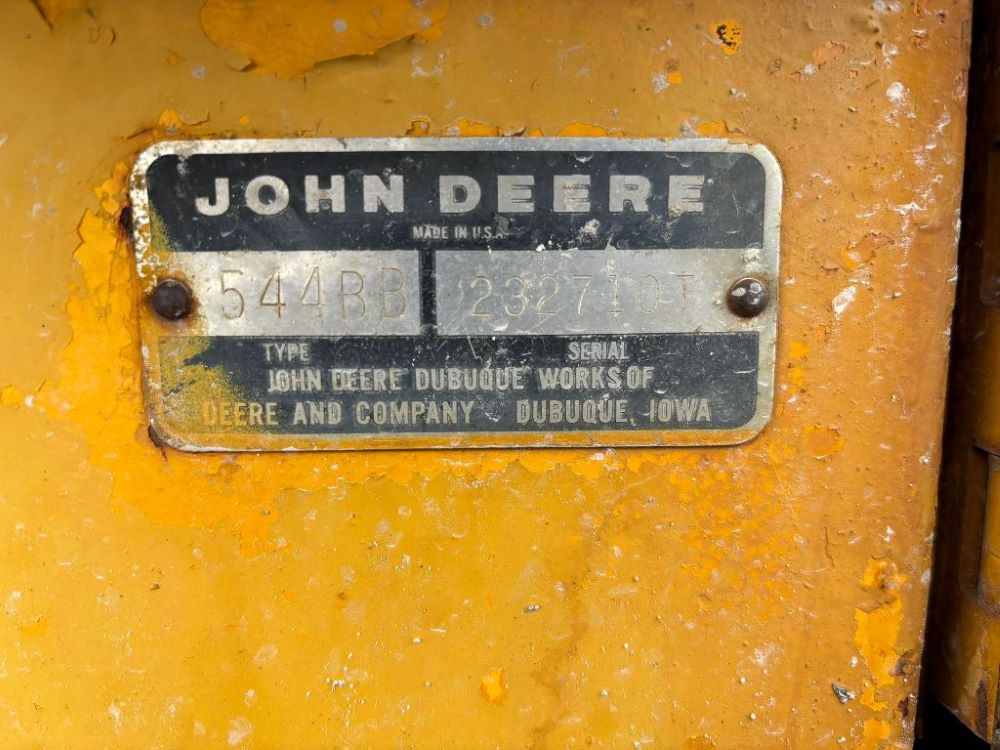 JOHN DEERE
MADE IN U.S.A.
544BB 232710T
TYPE SERIAL
JOHN DEERE DUBUQUE WORKS OF
DEERE AND COMPANY DUBUQUE, IOWA